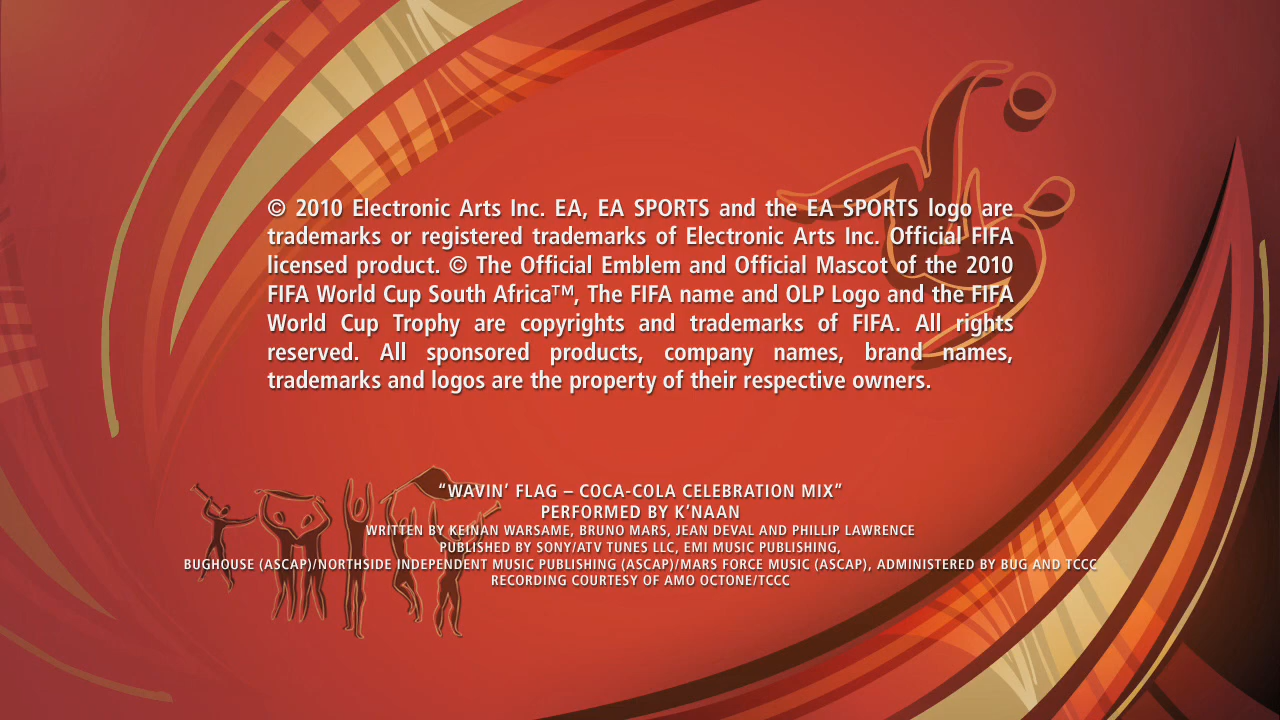 © 2010 Electronic Arts Inc. EA, EA SPORTS and the EA SPORTS logo are
trademarks or registered trademarks of Electronic Arts Inc. Official FIFA
licensed product. © The Official Emblem and Official Mascot of the 2010
FIFA World Cup South Africa™, The FIFA name and OLP Logo and the FIFA
World Cup Trophy are copyrights and trademarks of FIFA. All rights
reserved. All sponsored products, company names, brand names,
trademarks and logos are the property of their respective owners.
“WAVIN’ FLAG – COCA-COLA CELEBRATION MIX”
PERFORMED BY K’NAAN
WRITTEN BY KEINAN WARSAME, BRUNO MARS, JEAN DEVAL AND PHILLIP LAWRENCE
PUBLISHED BY SONY/ATV TUNES LLC, EMI MUSIC PUBLISHING,
BUGHOUSE (ASCAP)/NORTHSIDE INDEPENDENT MUSIC PUBLISHING (ASCAP)/MARS FORCE MUSIC (ASCAP), ADMINISTERED BY BUG AND TCCC
RECORDING COURTESY OF AMO OCTONE/TCCC